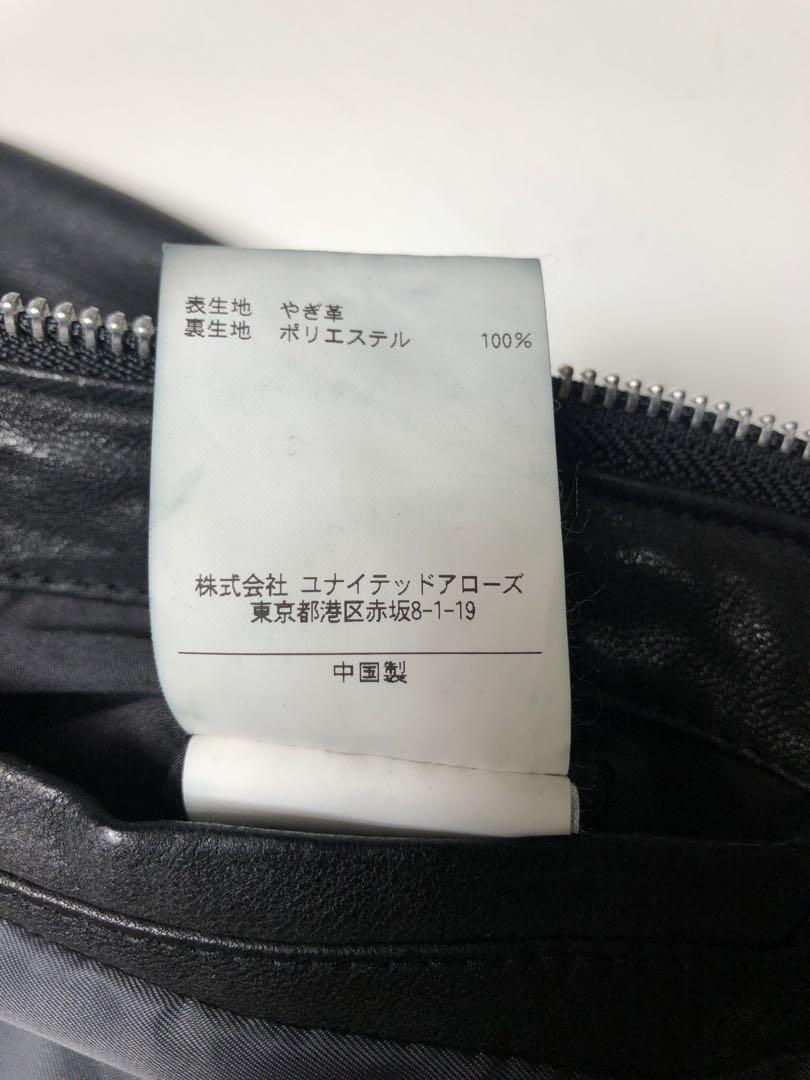 表生地 やぎ革
裏生地 ポリエステル 100%
株式会社 ユナイテッドアローズ
東京都港区赤坂8-1-19
中国製